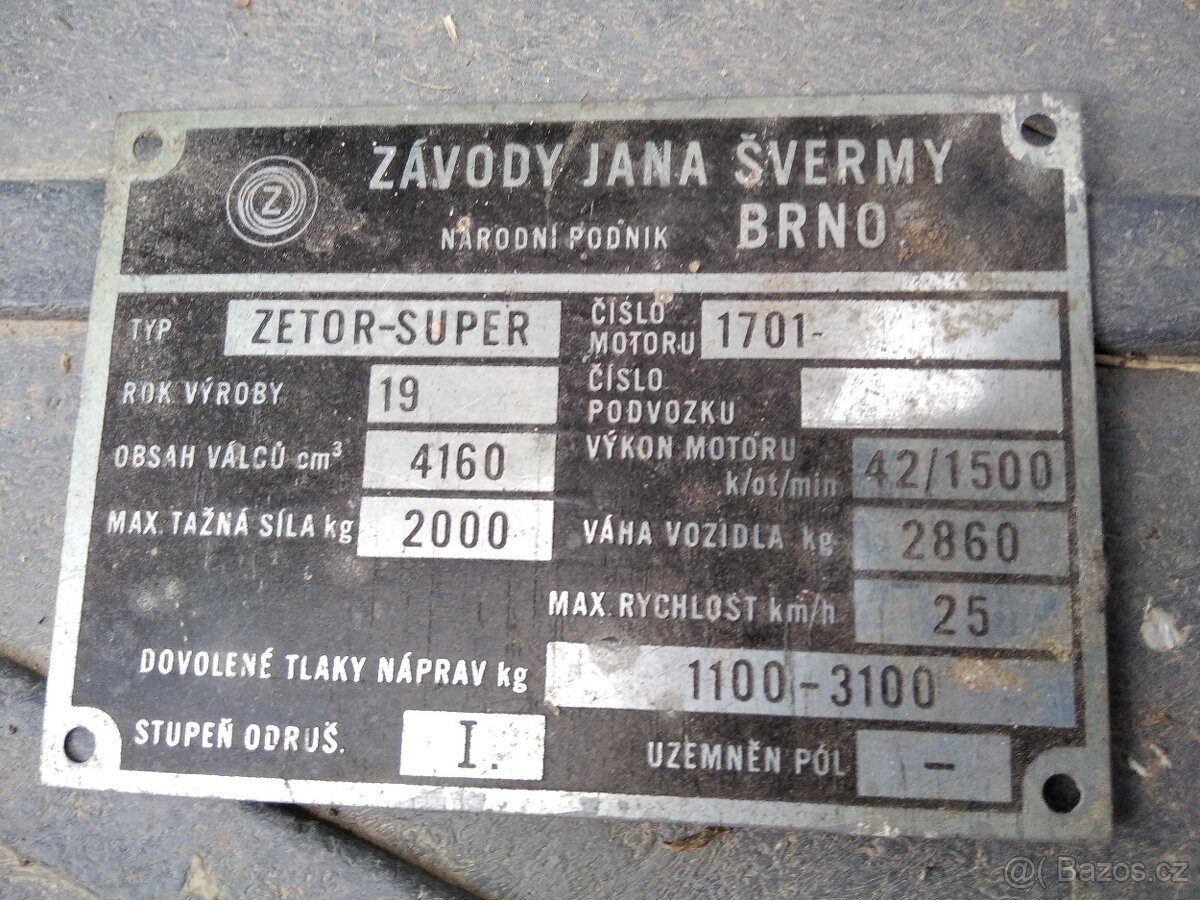 Z
ZÁVODY JANA ŠVERMY
NÁRODNÍ PODNIK BRNO
TYP ZETOR-SUPER
ČÍSLO MOTORU 1701-
ROK VÝROBY 19
ČÍSLO PODVOZKU
OBSAH VÁLCŮ cm³ 4160
VÝKON MOTORU k/ot/min 42/1500
MAX. TAŽNÁ SÍLA kg 2000
VÁHA VOZIDLA kg 2860
MAX. RYCHLOST km/h 25
DOVOLENÉ TLAKY NÁPRAV kg 1100-3100
STUPEŇ ODRUŠ. I.
UZEMNĚN PÓL -
@( Bazos.cz